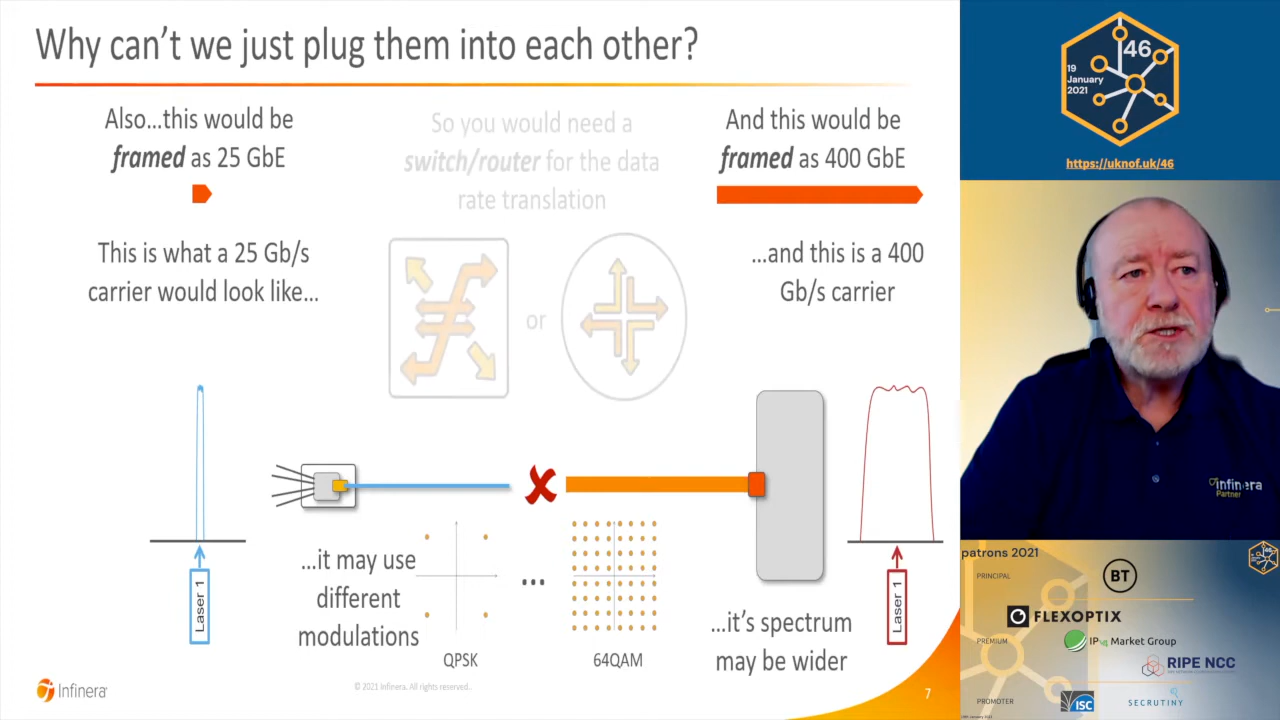 Why can't we just plug them into each other?
Also...this would be
framed as 25 GbE
So you would need a
switch/router for the data
rate translation
And this would be
framed as 400 GbE
This is what a 25 Gb/s
carrier would look like...
or
...and this is a 400
Gb/s carrier
Laser 1
...it may use
different
modulations
QPSK
...
64QAM
...it's spectrum
may be wider
Laser 1
Infinera
© 2021 Infinera. All rights reserved..
7
46
19
January
2021
https://uknof.uk/46
infinera
Partner
patrons 2021
46
PRINCIPAL
BT
FLEXOPTIX
PREMIUM
IPv4 Market Group
RIPE NCC
PROMOTER
ISC
SECRUTINY